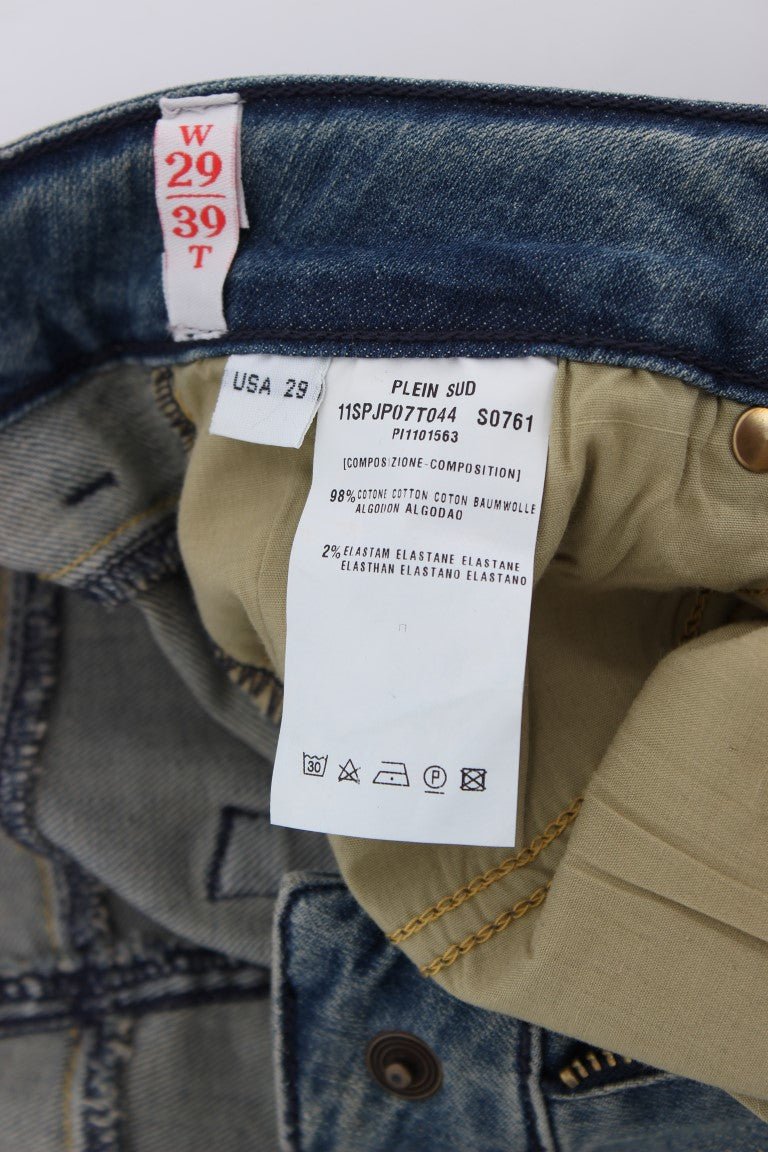 W
29
39
T
USA 29
PLEIN SUD
11SPJP07T044 S0761
PI1101563
[COMPOSIZIONE-COMPOSITION]
98% COTONE COTTON COTON BAUMWOLLE
ALGODON ALGODAO
2% ELASTAM ELASTANE ELASTANE
ELASTHAN ELASTANO ELASTANO
30
P